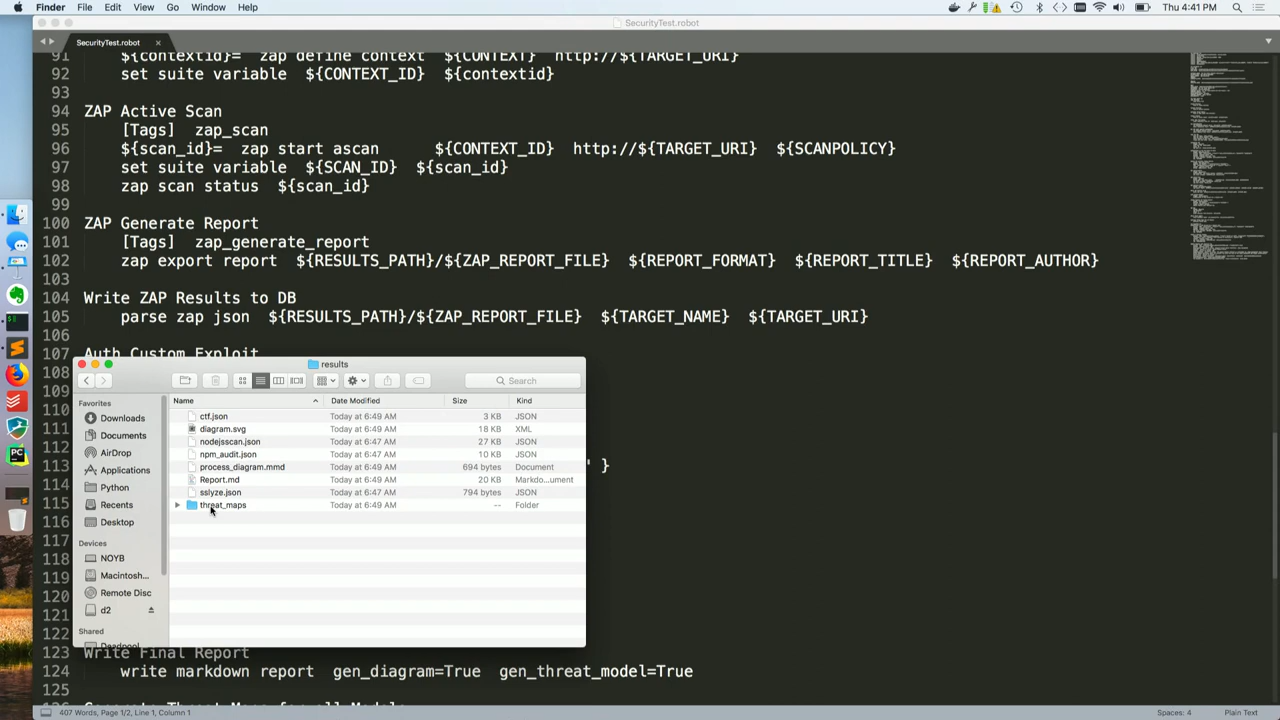 Finder File Edit View Go Window Help
Thu 4:41 PM
SecurityTest.robot
SecurityTest.robot
91 ${contextid}= zap define context ${CONTEXT} http://${TARGET_URI}
92 set suite variable ${CONTEXT_ID} ${contextid}
93
94 ZAP Active Scan
95 [Tags] zap_scan
96 ${scan_id}= zap start ascan ${CONTEXT_ID} http://${TARGET_URI} ${SCANPOLICY}
97 set suite variable ${SCAN_ID} ${scan_id}
98 zap scan status ${scan_id}
99
100 ZAP Generate Report
101 [Tags] zap_generate_report
102 zap export report ${RESULTS_PATH}/${ZAP_REPORT_FILE} ${REPORT_FORMAT} ${REPORT_TITLE} ${REPORT_AUTHOR}
103
104 Write ZAP Results to DB
105 parse zap json ${RESULTS_PATH}/${ZAP_REPORT_FILE} ${TARGET_NAME} ${TARGET_URI}
106
107 Auth Custom Exploit
108
109
110
111
112
113 ' }
114
115
116
117
118
119
120
121
122
123 Write Final Report
124 write markdown report gen_diagram=True gen_threat_model=True
125
results
Search
Favorites
Downloads
Documents
AirDrop
Applications
Python
Recents
Desktop
Devices
NOYB
Macintosh...
Remote Disc
d2
Shared
Deadpool
Name Date Modified Size Kind
ctf.json Today at 6:49 AM 3 KB JSON
diagram.svg Today at 6:49 AM 18 KB XML
nodejsscan.json Today at 6:47 AM 27 KB JSON
npm_audit.json Today at 6:47 AM 10 KB JSON
process_diagram.mmd Today at 6:49 AM 694 bytes Document
Report.md Today at 6:49 AM 20 KB Markdo...ument
sslyze.json Today at 6:47 AM 794 bytes JSON
threat_maps Today at 6:49 AM -- Folder
407 Words, Page 1/2, Line 1, Column 1
Spaces: 4
Plain Text